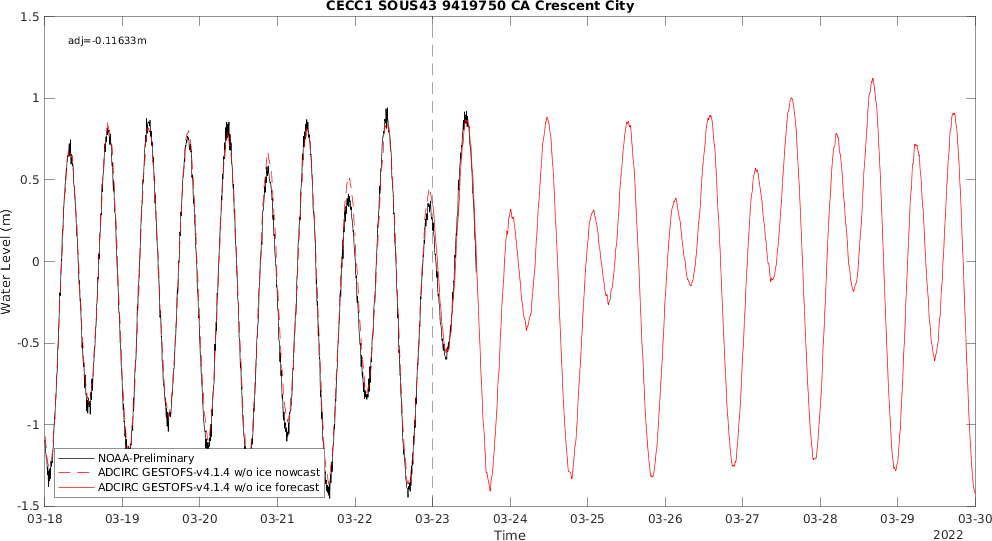 CECC1 SOUS43 9419750 CA Crescent City
adj=-0.11633m
Water Level (m)
1.5
1
0.5
0
-0.5
-1
-1.5
NOAA-Preliminary
ADCIRC GESTOFS-v4.1.4 w/o ice nowcast
ADCIRC GESTOFS-v4.1.4 w/o ice forecast
03-18 03-19 03-20 03-21 03-22 03-23 03-24 03-25 03-26 03-27 03-28 03-29 03-30
Time
2022